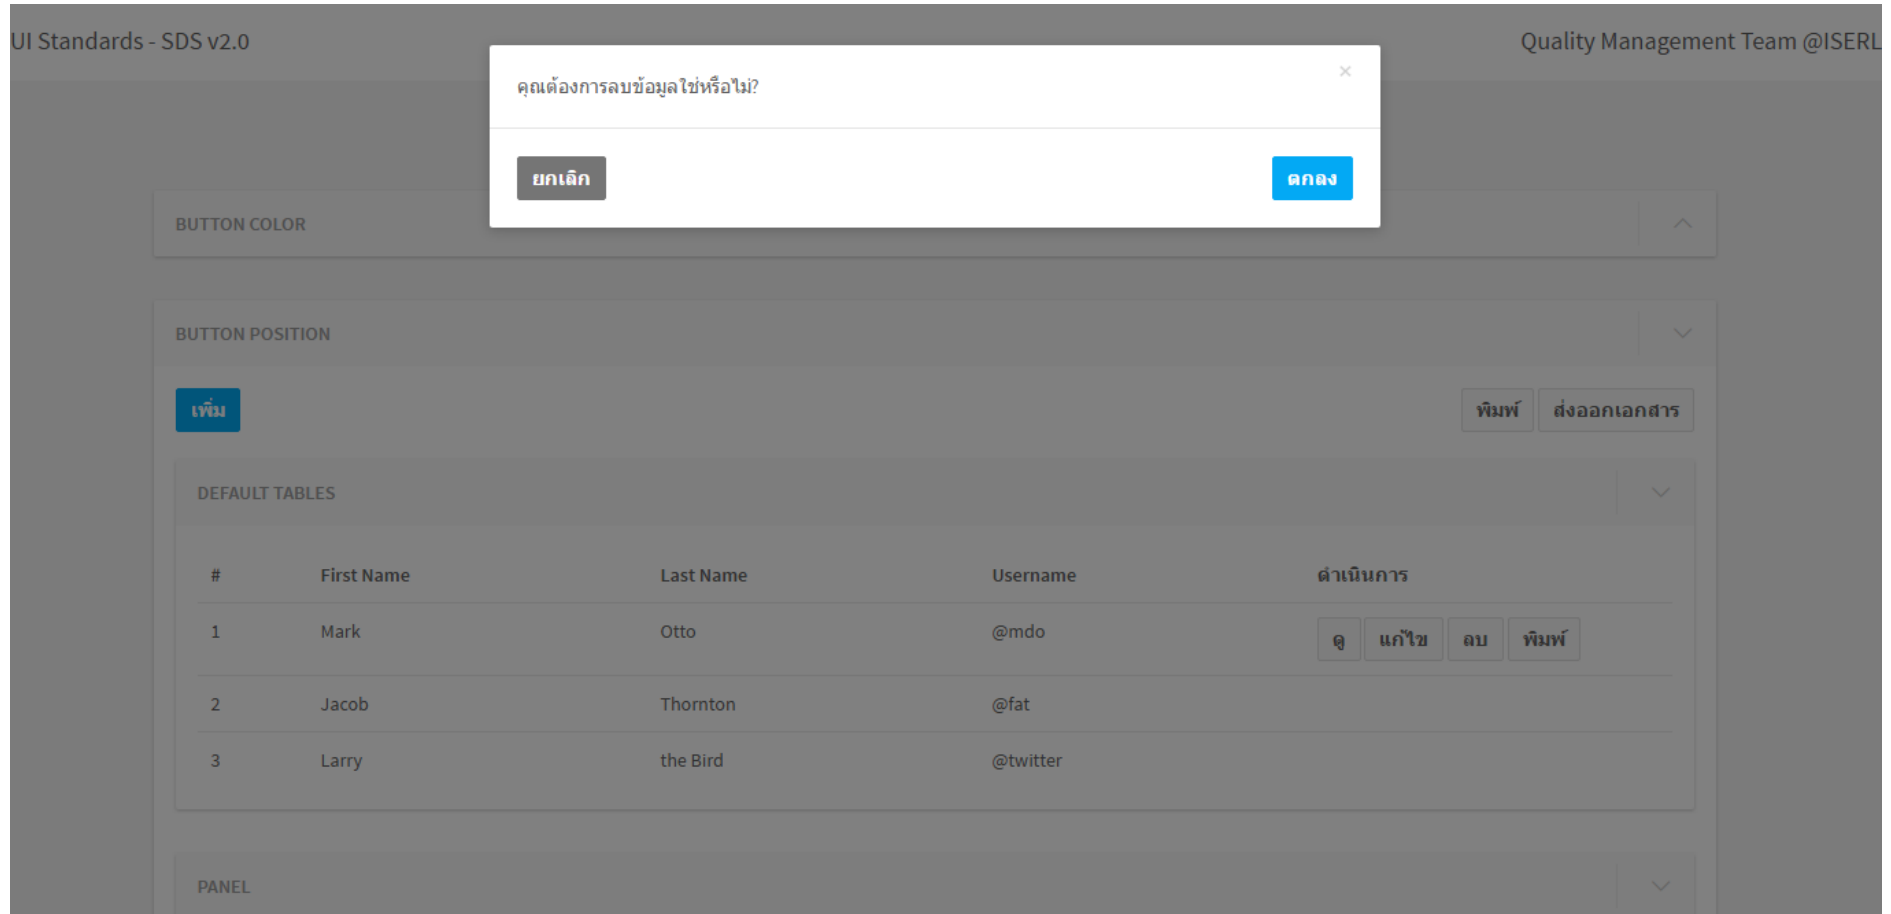 UI Standards - SDS v2.0
Quality Management Team @ISERL
คุณต้องการลบข้อมูลใช่หรือไม่?
×
ยกเลิก
ตกลง
BUTTON COLOR
BUTTON POSITION
เพิ่ม
พิมพ์
ส่งออกเอกสาร
DEFAULT TABLES
# First Name Last Name Username ดำเนินการ
1 Mark Otto @mdo ดู แก้ไข ลบ พิมพ์
2 Jacob Thornton @fat
3 Larry the Bird @twitter
PANEL